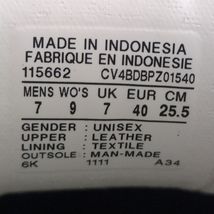 MADE IN INDONESIA
FABRIQUE EN INDONESIE
115662 CV4BDBPZ01540
MENS WO'S UK EUR CM
7 9 7 40 25.5
GENDER : UNISEX
UPPER : LEATHER
LINING : TEXTILE
OUTSOLE : MAN-MADE
6K 1111 A34